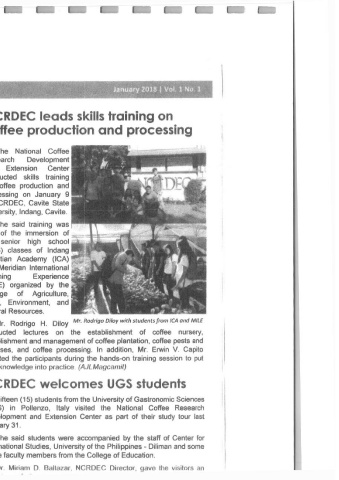 January 2018 | Vol. 1 No. 1
CRDEC leads skills training on
ffee production and processing
he National Coffee
earch Development
Extension Center
ucted skills training
offee production and
essing on January 9
CRDEC, Cavite State
ersity, Indang, Cavite.
he said training was
of the immersion of
senior high school
) classes of Indang
tian Academy (ICA)
Meridian International
ning Experience
E) organized by the
ge of Agriculture,
, Environment, and
ral Resources.
Mr. Rodrigo Diloy with students from ICA and MILE
r. Rodrigo H. Diloy
ucted lectures on the establishment of coffee nursery,
lishment and management of coffee plantation, coffee pests and
ses, and coffee processing. In addition, Mr. Erwin V. Capito
ted the participants during the hands-on training session to put
knowledge into practice (AJI.Magcamit)
CRDEC welcomes UGS students
ifteen (15) students from the University of Gastronomic Sciences
) in Pollenzo, Italy visited the National Coffee Research
lopment and Extension Center as part of their study tour last
ary 31.
he said students were accompanied by the staff of Center for
national Studies, University of the Philippines - Diliman and some
e faculty members from the College of Education.
r. Miriam D. Baltazar, NCRDEC Director, gave the visitors an